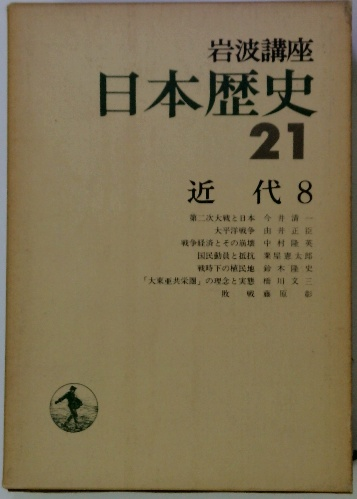 岩波講座
日本歴史
21
近代8
第二次大戦と日本 今井清一
太平洋戦争 由井正臣
戦争経済とその崩壊 中村隆英
国民動員と抵抗 粟屋憲太郎
戦時下の植民地 鈴木隆史
「大東亜共栄圏」の理念と実態 橋川文三
敗戦 藤原彰